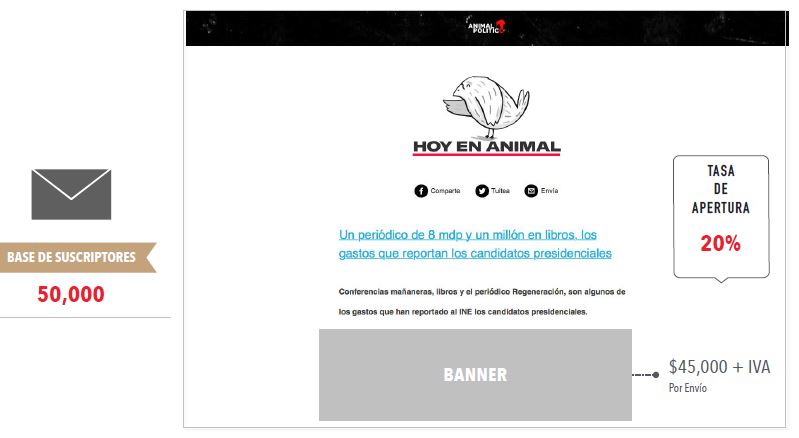 ANIMAL
POLÍTICO
HOY EN ANIMAL
Comparte Tuitea Envía
Un periódico de 8 mdp y un millón en libros, los
gastos que reportan los candidatos presidenciales
Conferencias mañaneras, libros y el periódico Regeneración, son algunos de
los gastos que han reportado al INE los candidatos presidenciales.
BANNER
BASE DE SUSCRIPTORES
50,000
TASA
DE
APERTURA
20%
$45,000 + IVA
Por Envío